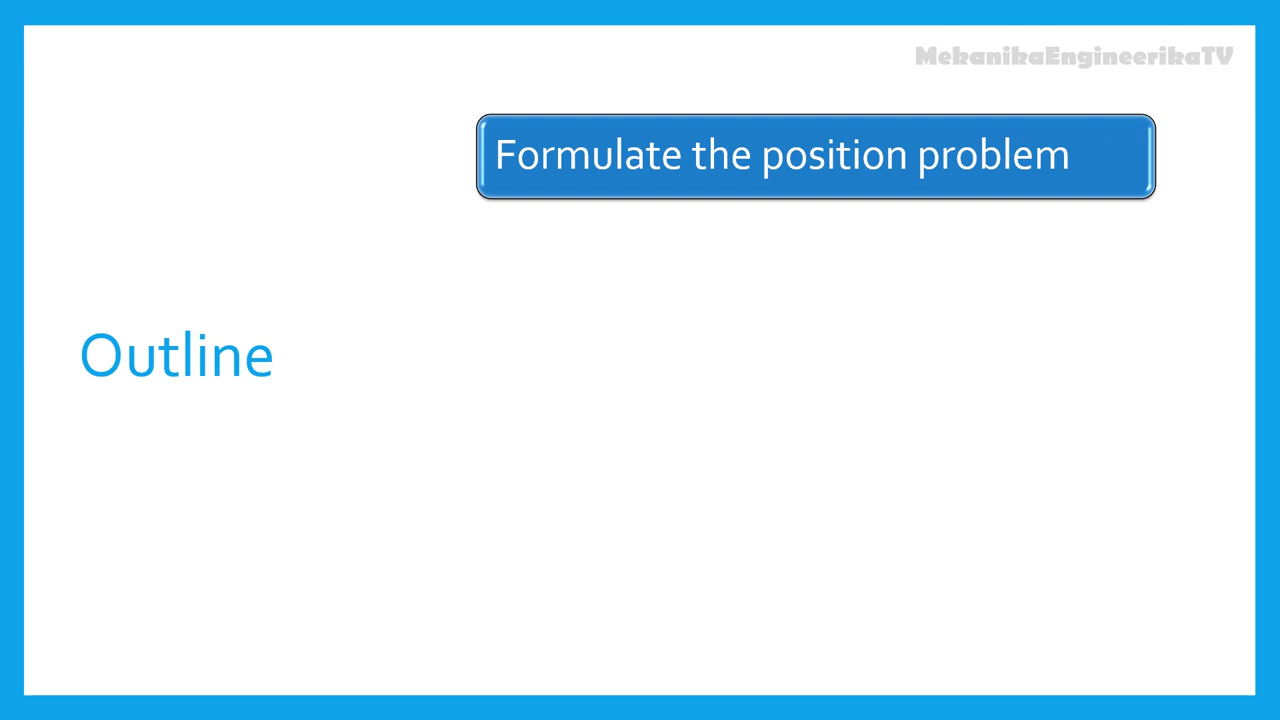 MekanikaEngineerikaTV
Formulate the position problem
Outline